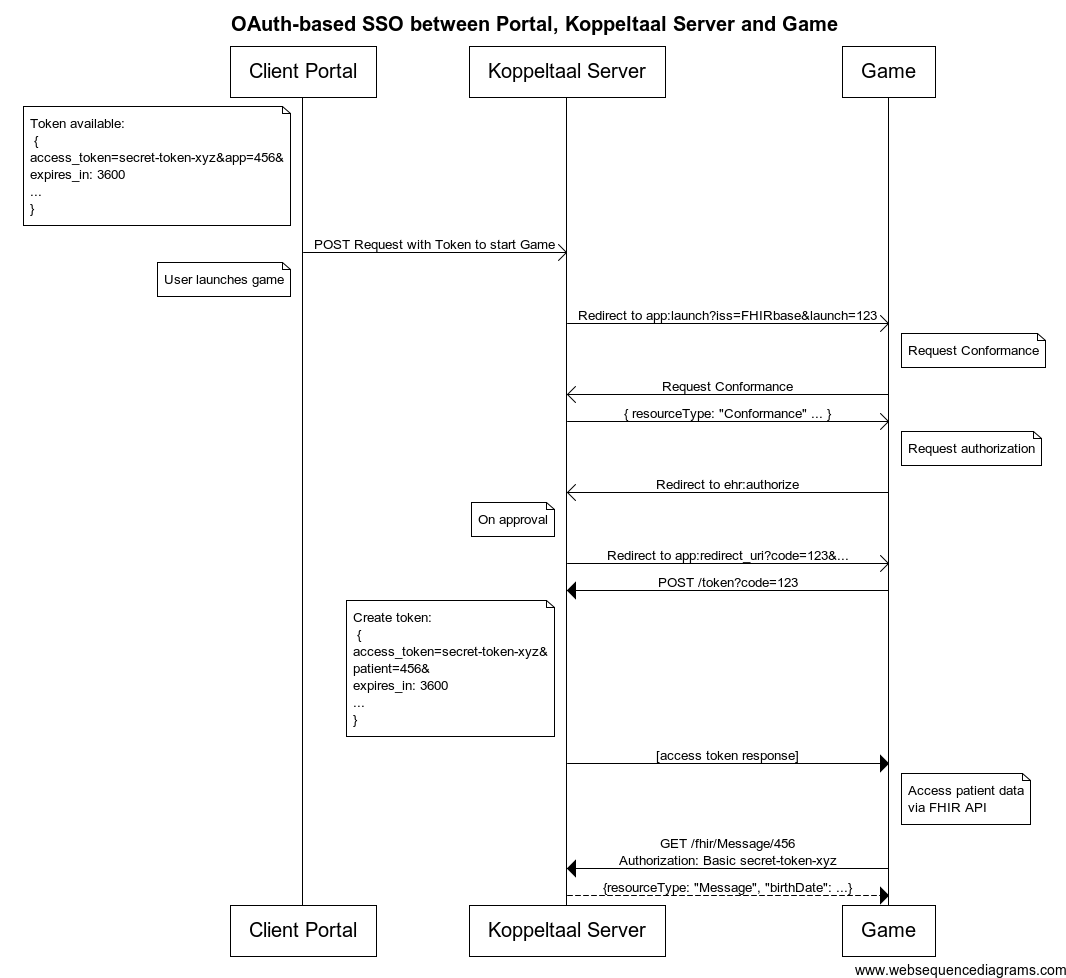 OAuth-based SSO between Portal, Koppeltaal Server and Game
Client Portal
Koppeltaal Server
Game
Token available:
{
access_token=secret-token-xyz&app=456&
expires_in: 3600
...
}
POST Request with Token to start Game
User launches game
Redirect to app:launch?iss=FHIRbase&launch=123
Request Conformance
Request Conformance
{ resourceType: "Conformance" ... }
Request authorization
Redirect to ehr:authorize
On approval
Redirect to app:redirect_uri?code=123&...
POST /token?code=123
Create token:
{
access_token=secret-token-xyz&
patient=456&
expires_in: 3600
...
}
[access token response]
Access patient data
via FHIR API
GET /fhir/Message/456
Authorization: Basic secret-token-xyz
{resourceType: "Message", "birthDate": ...}
Client Portal
Koppeltaal Server
Game
www.websequencediagrams.com